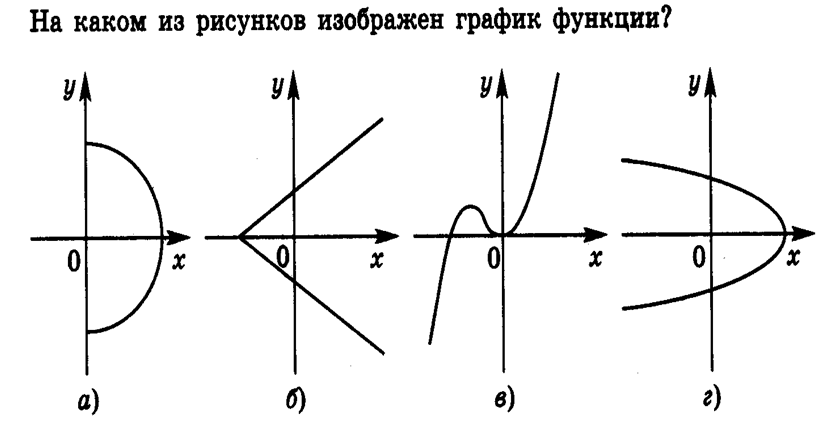 На каком из рисунков изображен график функции?
y y y y
0 x 0 x 0 x 0 x
а) б) в) г)